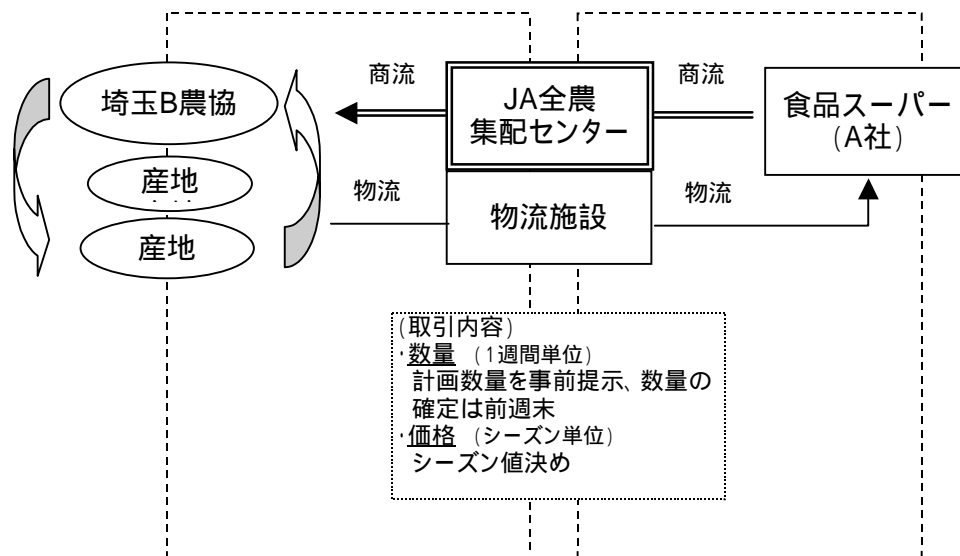 埼玉B農協
産地
産地
商流
物流
JA全農
集配センター
物流施設
商流
物流
食品スーパー
(A社)
(取引内容)
・数量 (1週間単位)
計画数量を事前提示、数量の
確定は前週末
・価格 (シーズン単位)
シーズン値決め